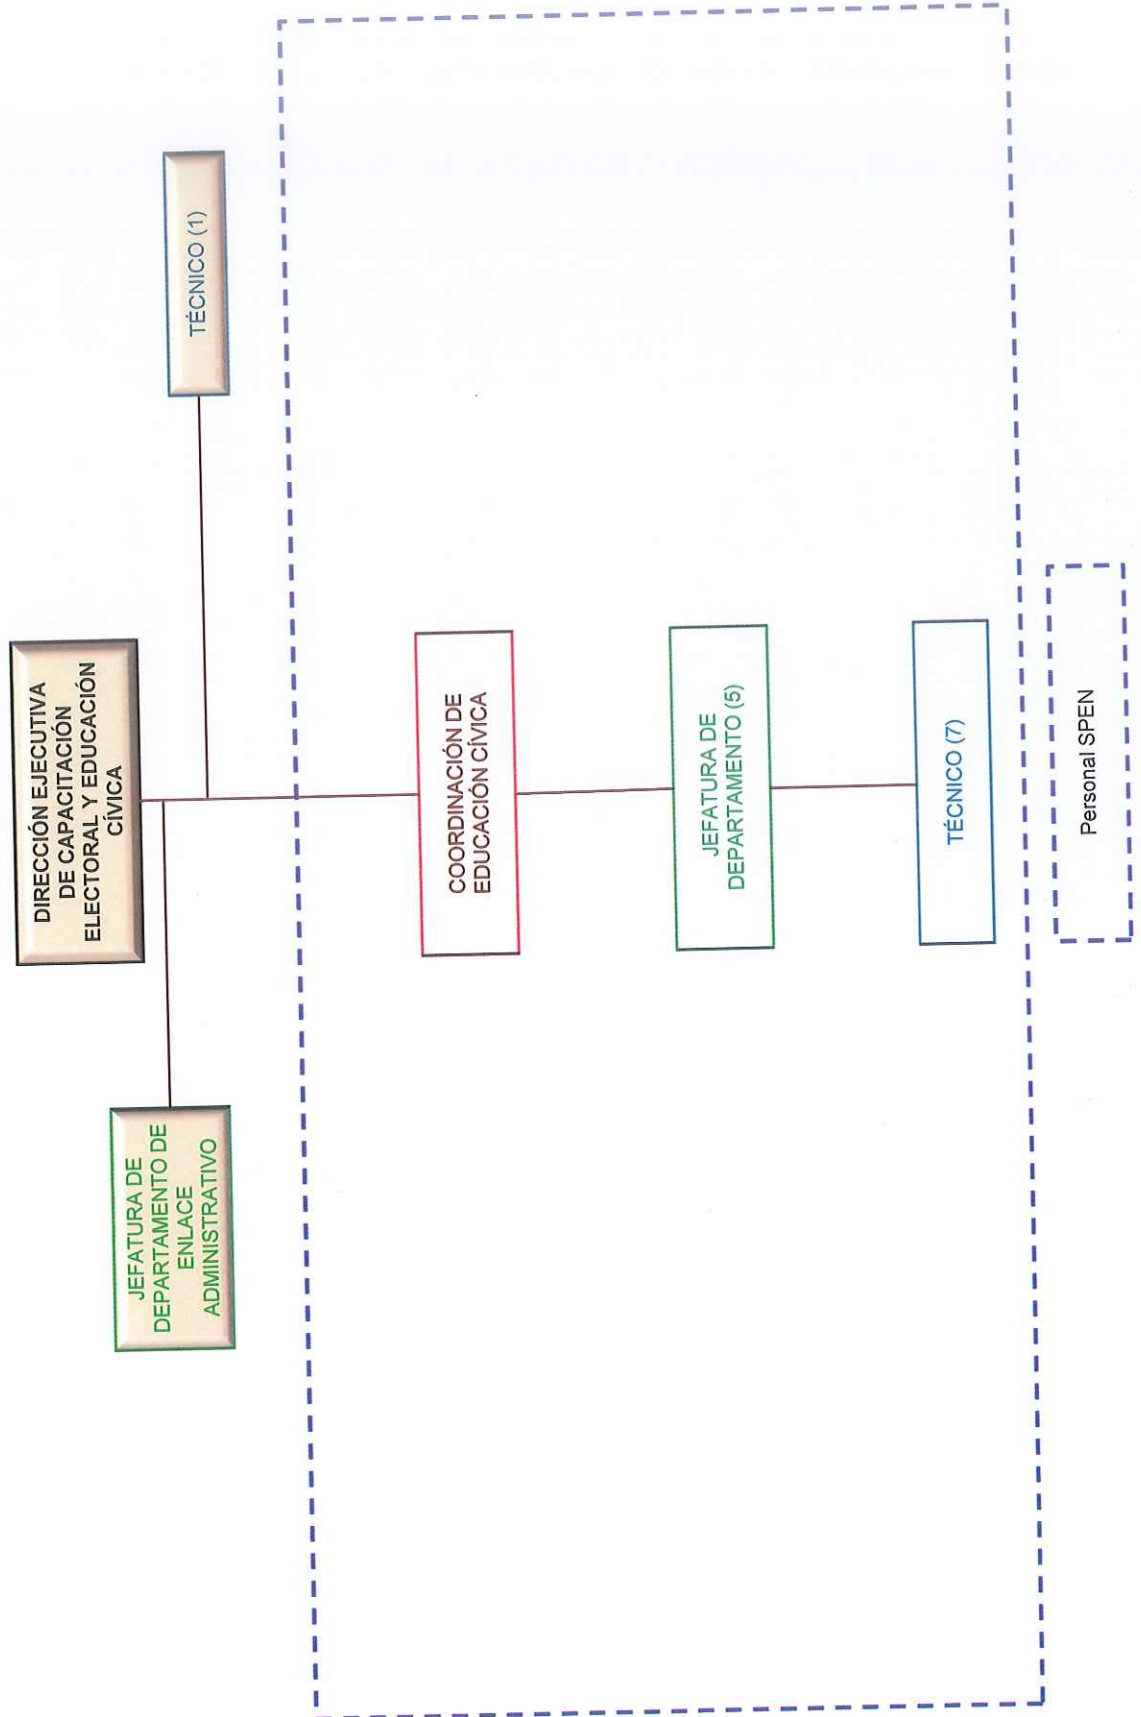 DIRECCIÓN EJECUTIVA
DE CAPACITACIÓN
ELECTORAL Y EDUCACIÓN
CÍVICA
JEFATURA DE
DEPARTAMENTO DE
ENLACE
ADMINISTRATIVO
TÉCNICO (1)
COORDINACIÓN DE
EDUCACIÓN CÍVICA
JEFATURA DE
DEPARTAMENTO (5)
TÉCNICO (7)
Personal SPEN